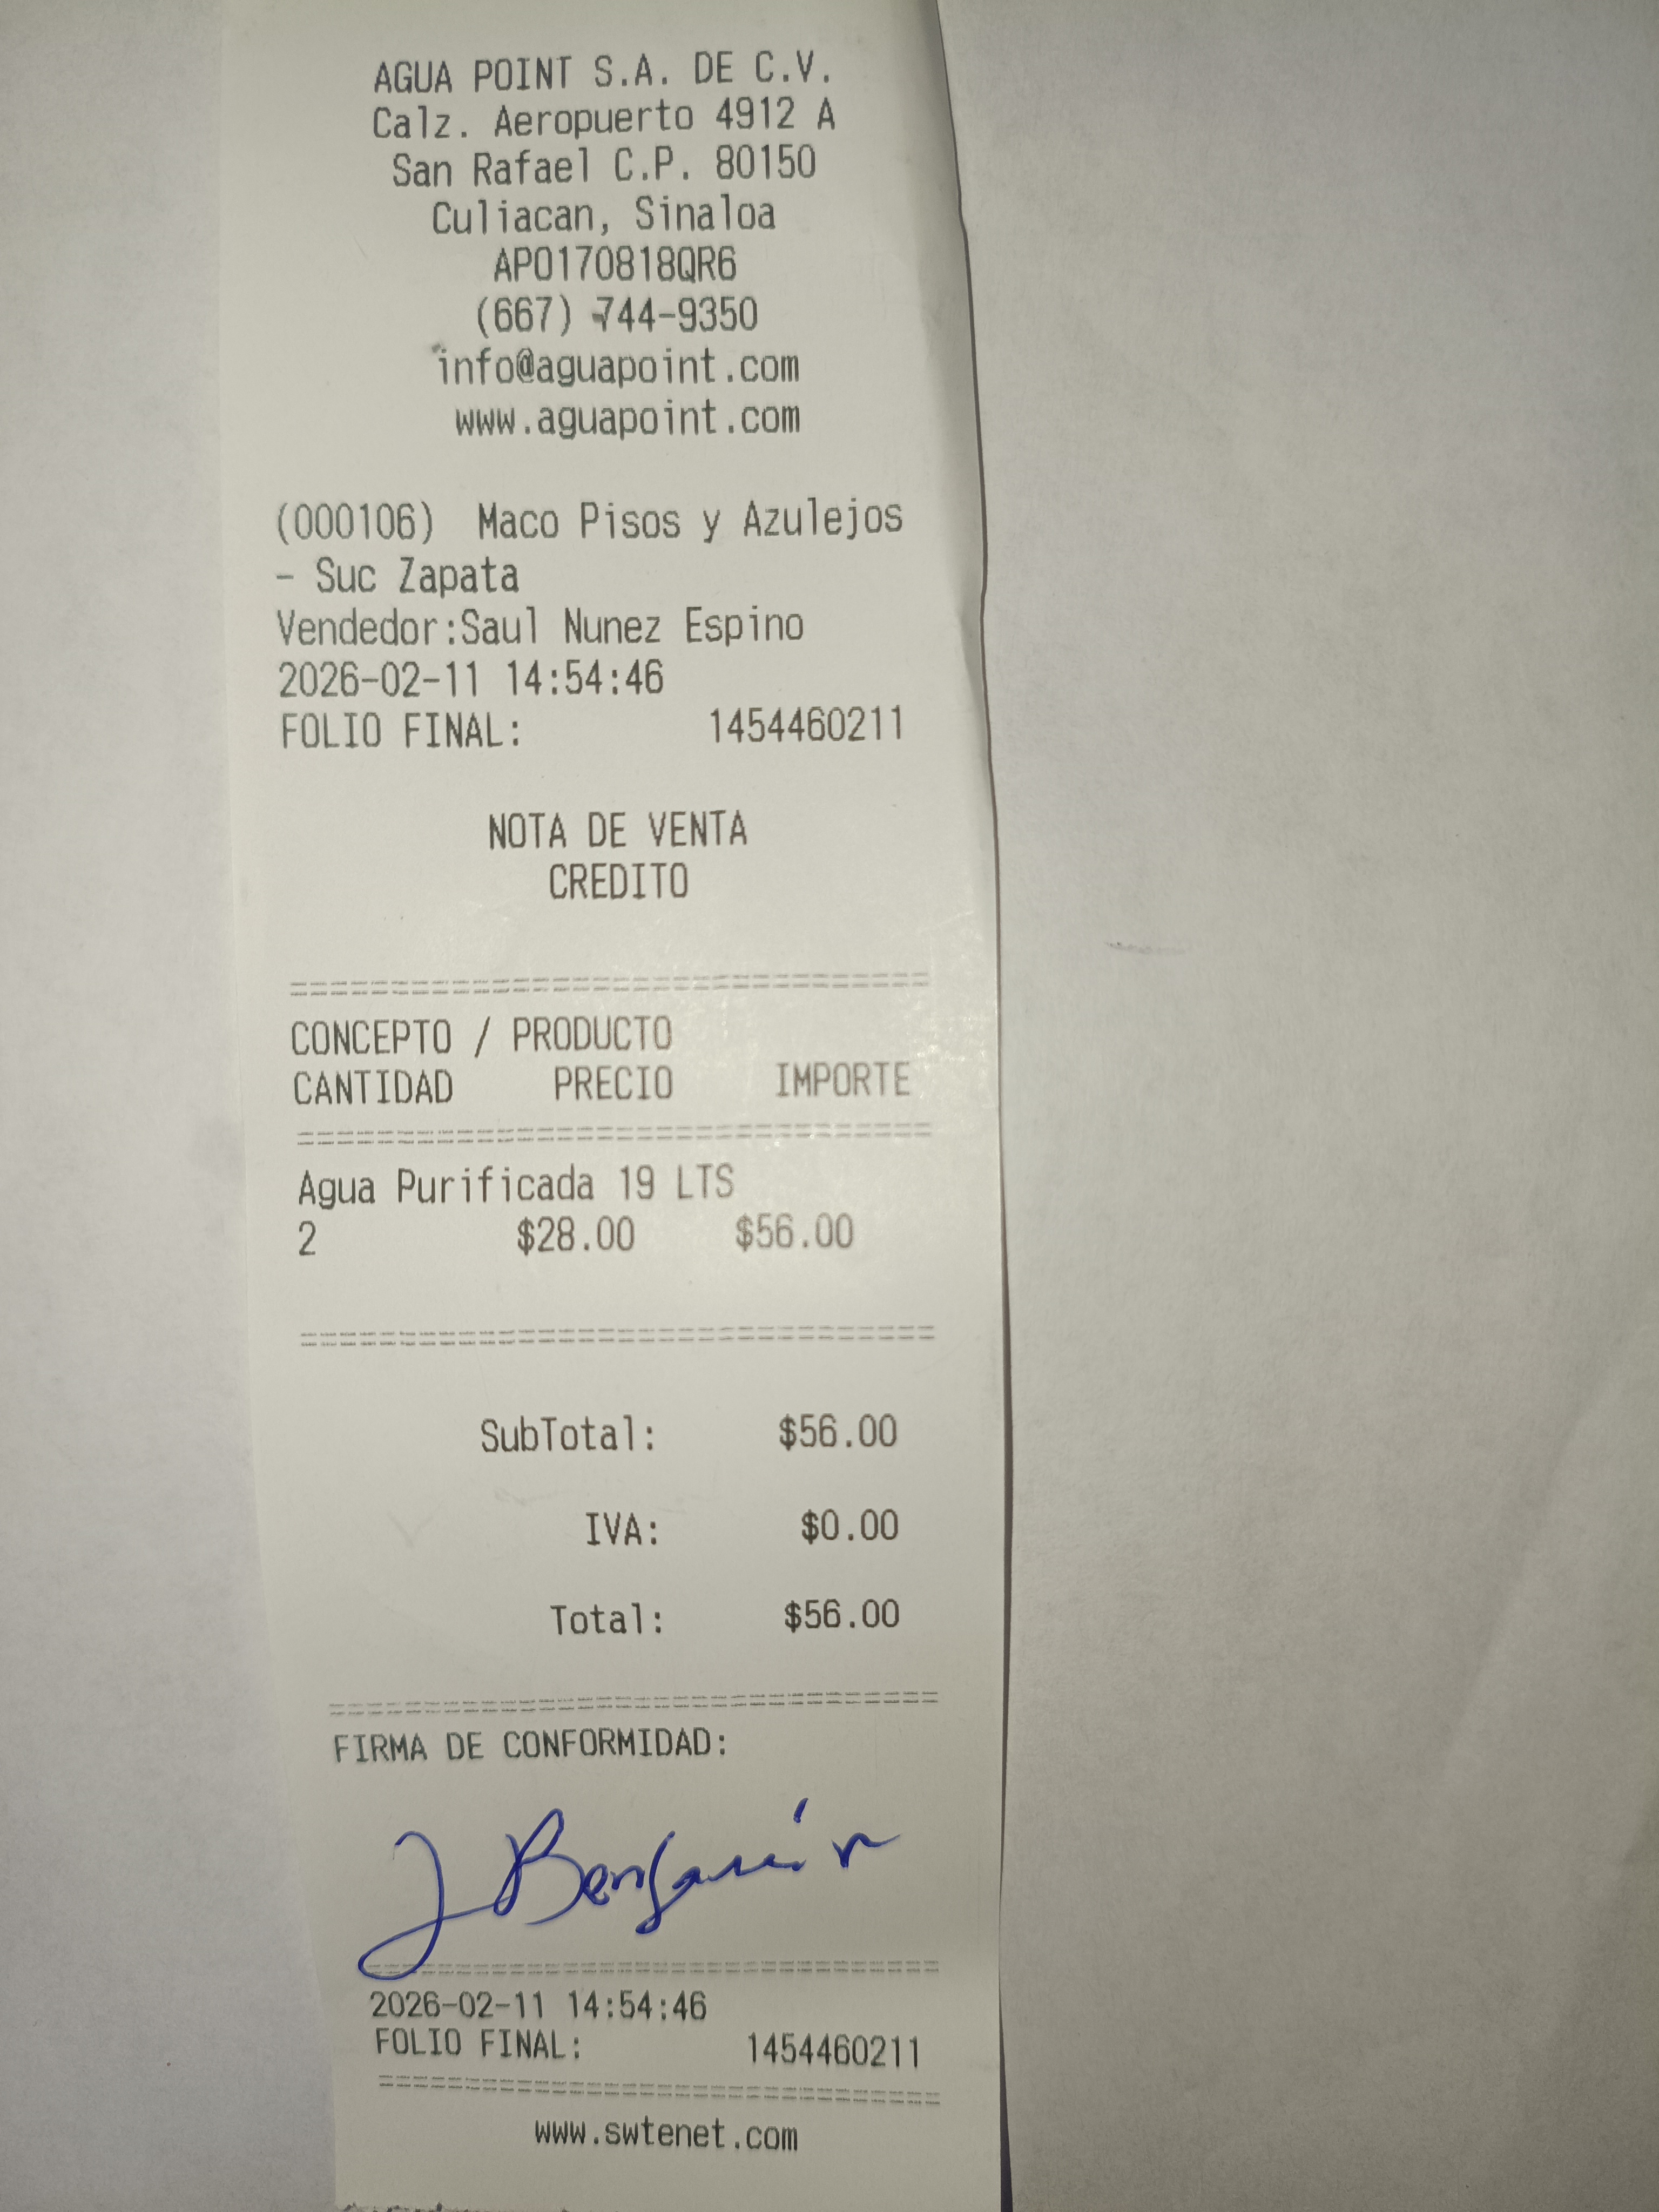 AGUA POINT S.A. DE C.V.
Calz. Aeropuerto 4912 A
San Rafael C.P. 80150
Culiacan, Sinaloa
APO170818QR6
(667) 744-9350
info@aguapoint.com
www.aguapoint.com
(000106) Maco Pisos y Azulejos
- Suc Zapata
Vendedor:Saul Nunez Espino
2026-02-11 14:54:46
FOLIO FINAL: 1454460211
NOTA DE VENTA
CREDITO
CONCEPTO / PRODUCTO
CANTIDAD PRECIO IMPORTE
Agua Purificada 19 LTS
2 $28.00 $56.00
SubTotal: $56.00
IVA: $0.00
Total: $56.00
FIRMA DE CONFORMIDAD:
J Benjamín
2026-02-11 14:54:46
FOLIO FINAL: 1454460211
www.swtenet.com